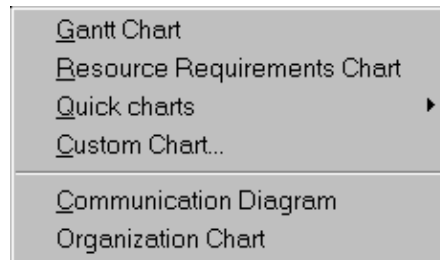 Gantt Chart
Resource Requirements Chart
Quick charts
Custom Chart...
Communication Diagram
Organization Chart